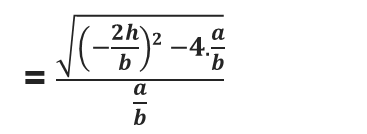 = √((−2h/b)² −4.a/b) / (a/b)